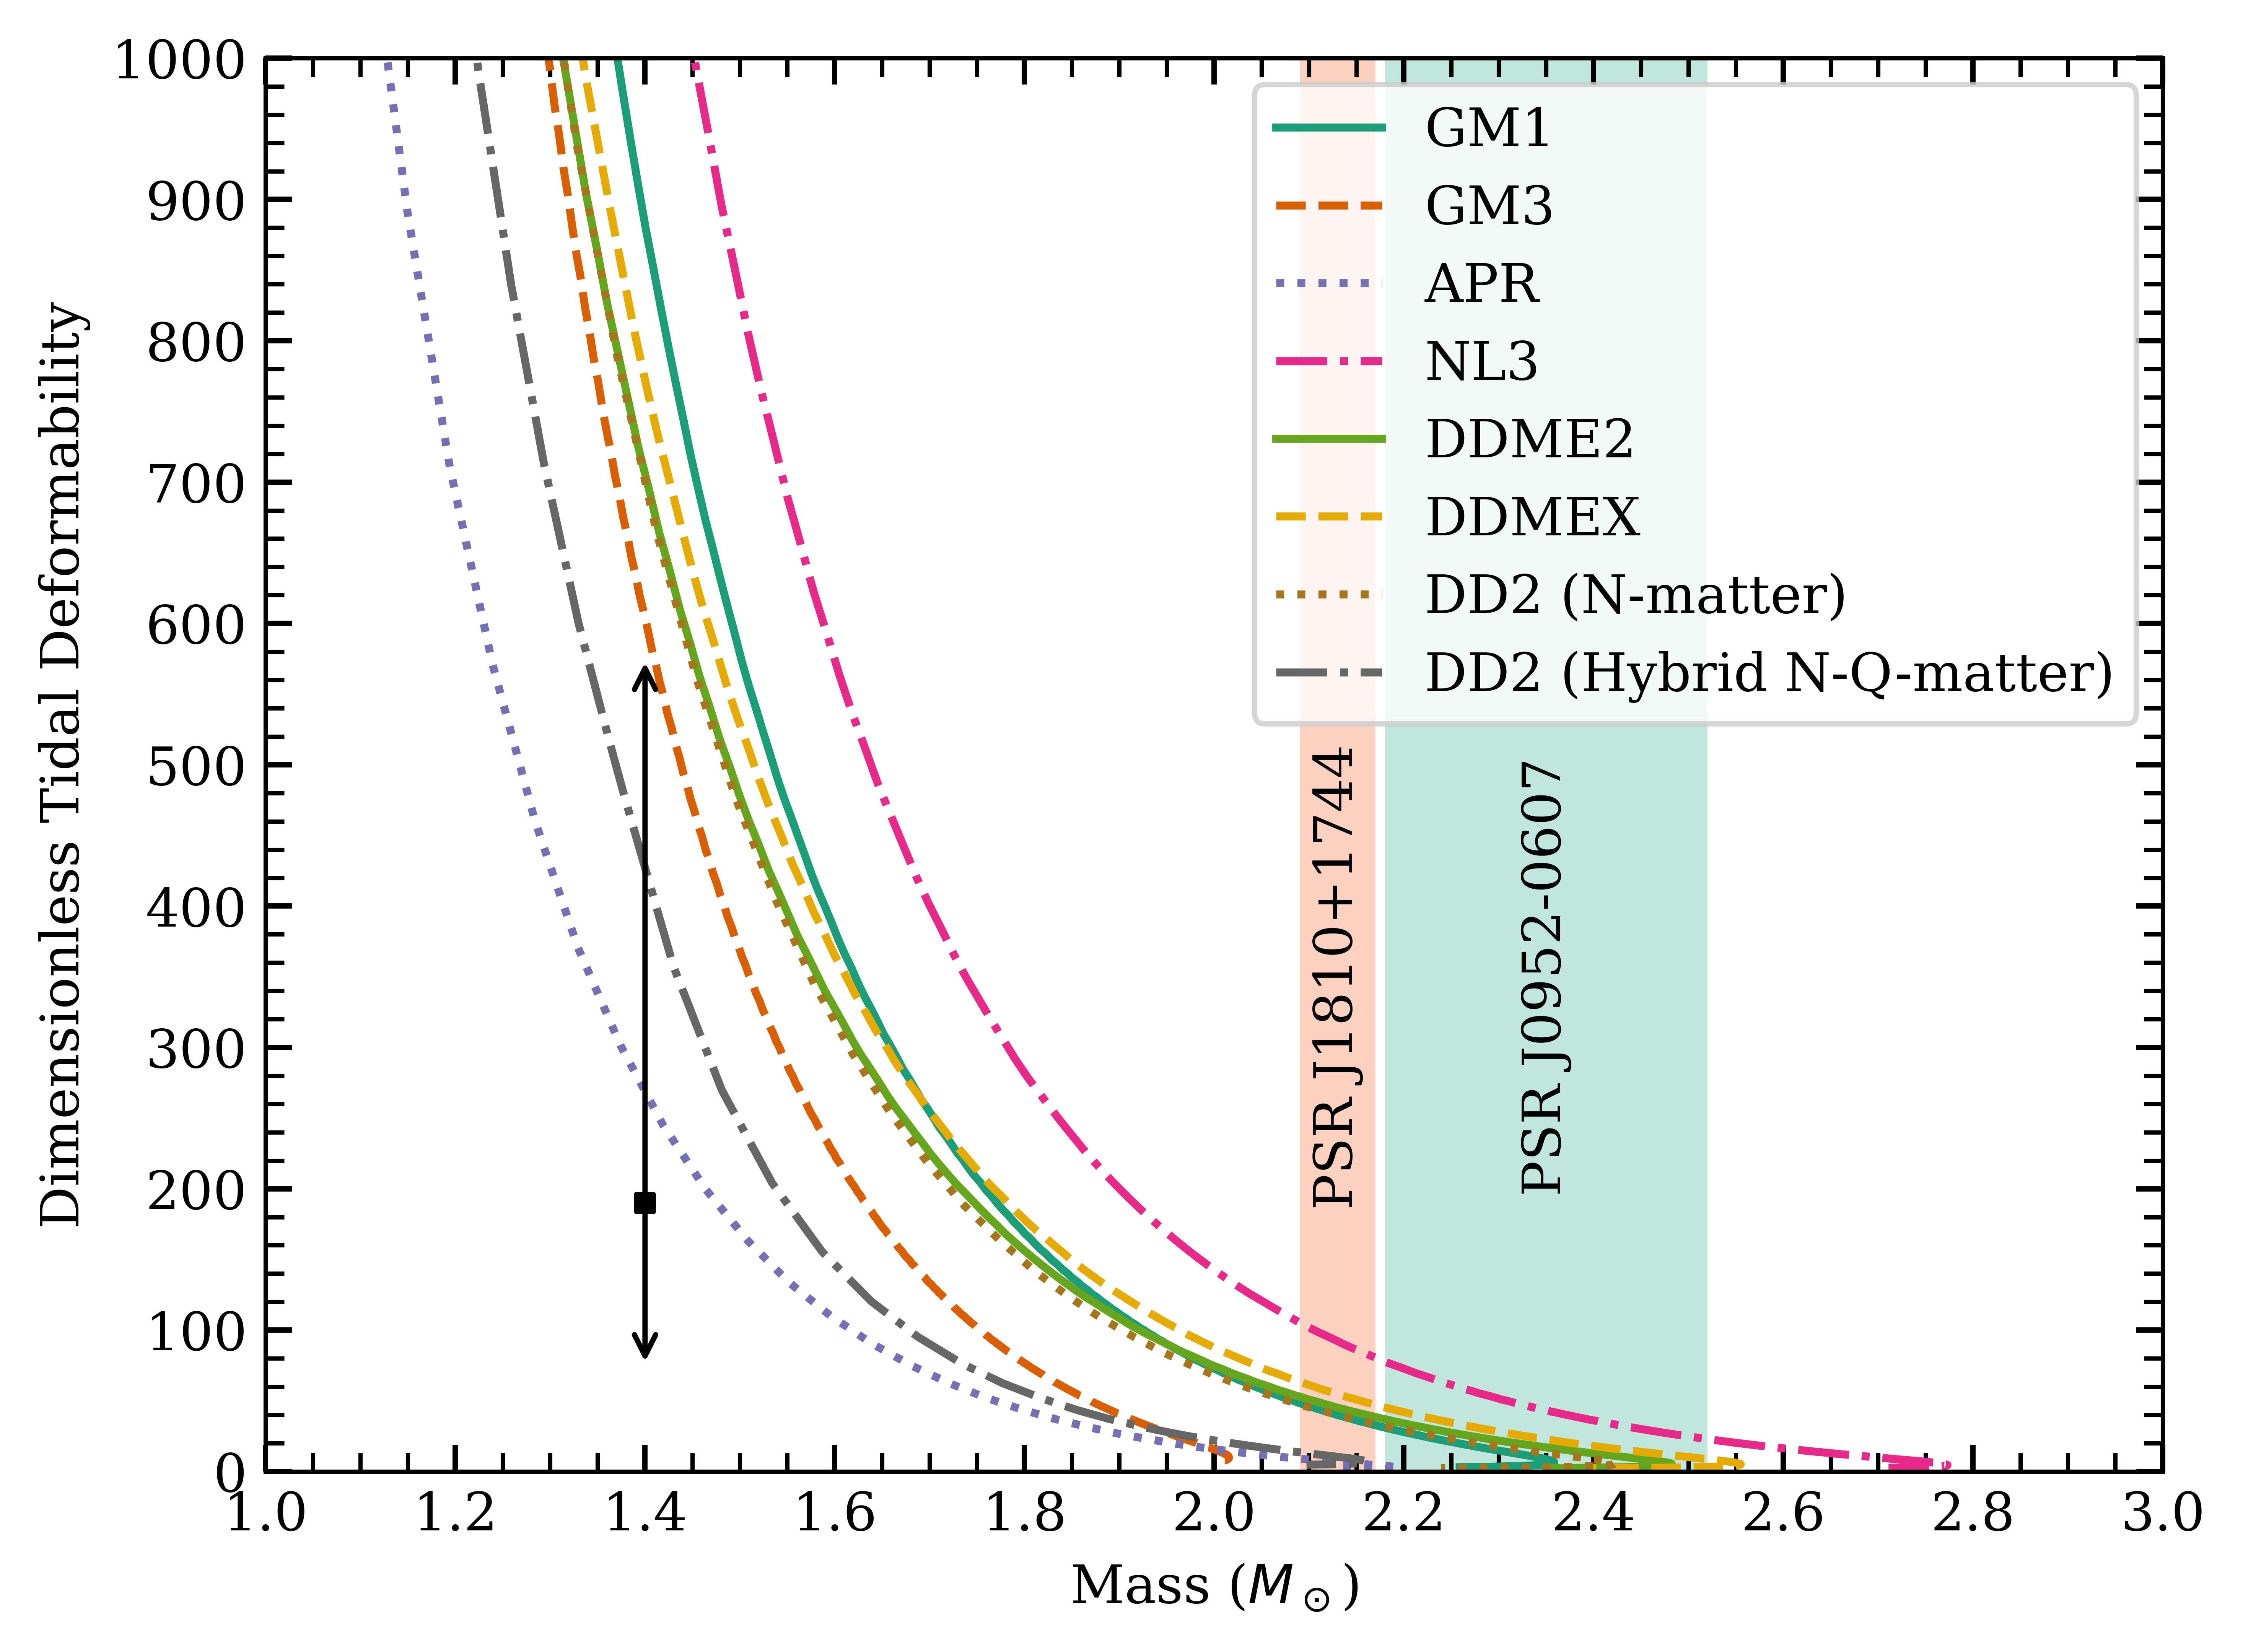 Dimensionless Tidal Deformability
1000
900
800
700
600
500
400
300
200
100
0
GM1
GM3
APR
NL3
DDME2
DDMEX
DD2 (N-matter)
DD2 (Hybrid N-Q-matter)
PSR J1810+1744
PSR J0952-0607
1.0
1.2
1.4
1.6
1.8
2.0
2.2
2.4
2.6
2.8
3.0
Mass (M⊙)